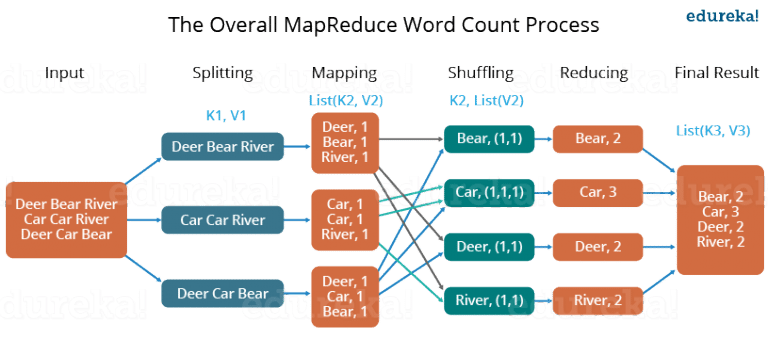 edureka!
The Overall MapReduce Word Count Process
Input
Splitting
Mapping
Shuffling
Reducing
Final Result
K1, V1
List(K2, V2)
K2, List(V2)
List(K3, V3)
Deer Bear River
Car Car River
Deer Car Bear
Deer Bear River
Car Car River
Deer Car Bear
Deer, 1
Bear, 1
River, 1
Car, 1
Car, 1
River, 1
Deer, 1
Car, 1
Bear, 1
Bear, (1,1)
Car, (1,1,1)
Deer, (1,1)
River, (1,1)
Bear, 2
Car, 3
Deer, 2
River, 2
Bear, 2
Car, 3
Deer, 2
River, 2